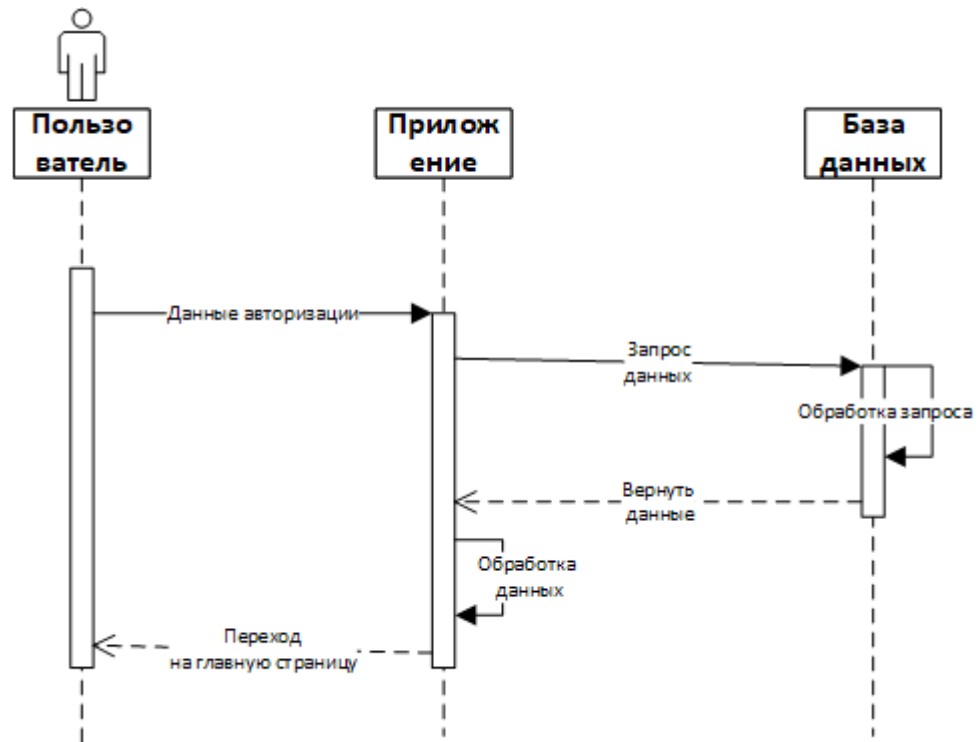 Пользо
ватель
Прилож
ение
База
данных
Данные авторизации
Запрос
данных
Обработка запроса
Вернуть
данные
Обработка
данных
Переход
на главную страницу